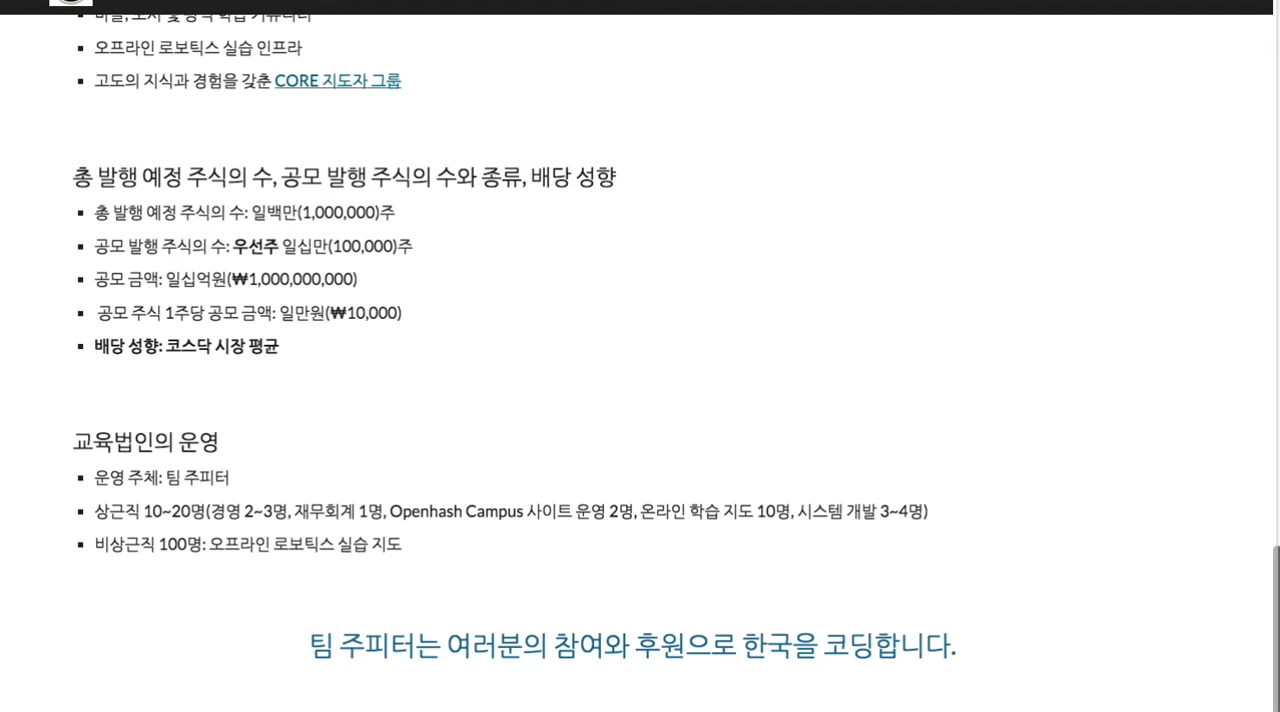 오프라인 로보틱스 실습 인프라
고도의 지식과 경험을 갖춘 CORE 지도자 그룹
총 발행 예정 주식의 수, 공모 발행 주식의 수와 종류, 배당 성향
총 발행 예정 주식의 수: 일백만(1,000,000)주
공모 발행 주식의 수: 우선주 일십만(100,000)주
공모 금액: 일십억원(₩1,000,000,000)
공모 주식 1주당 공모 금액: 일만원(₩10,000)
배당 성향: 코스닥 시장 평균
교육법인의 운영
운영 주체: 팀 주피터
상근직 10~20명(경영 2~3명, 재무회계 1명, Openhash Campus 사이트 운영 2명, 온라인 학습 지도 10명, 시스템 개발 3~4명)
비상근직 100명: 오프라인 로보틱스 실습 지도
팀 주피터는 여러분의 참여와 후원으로 한국을 코딩합니다.